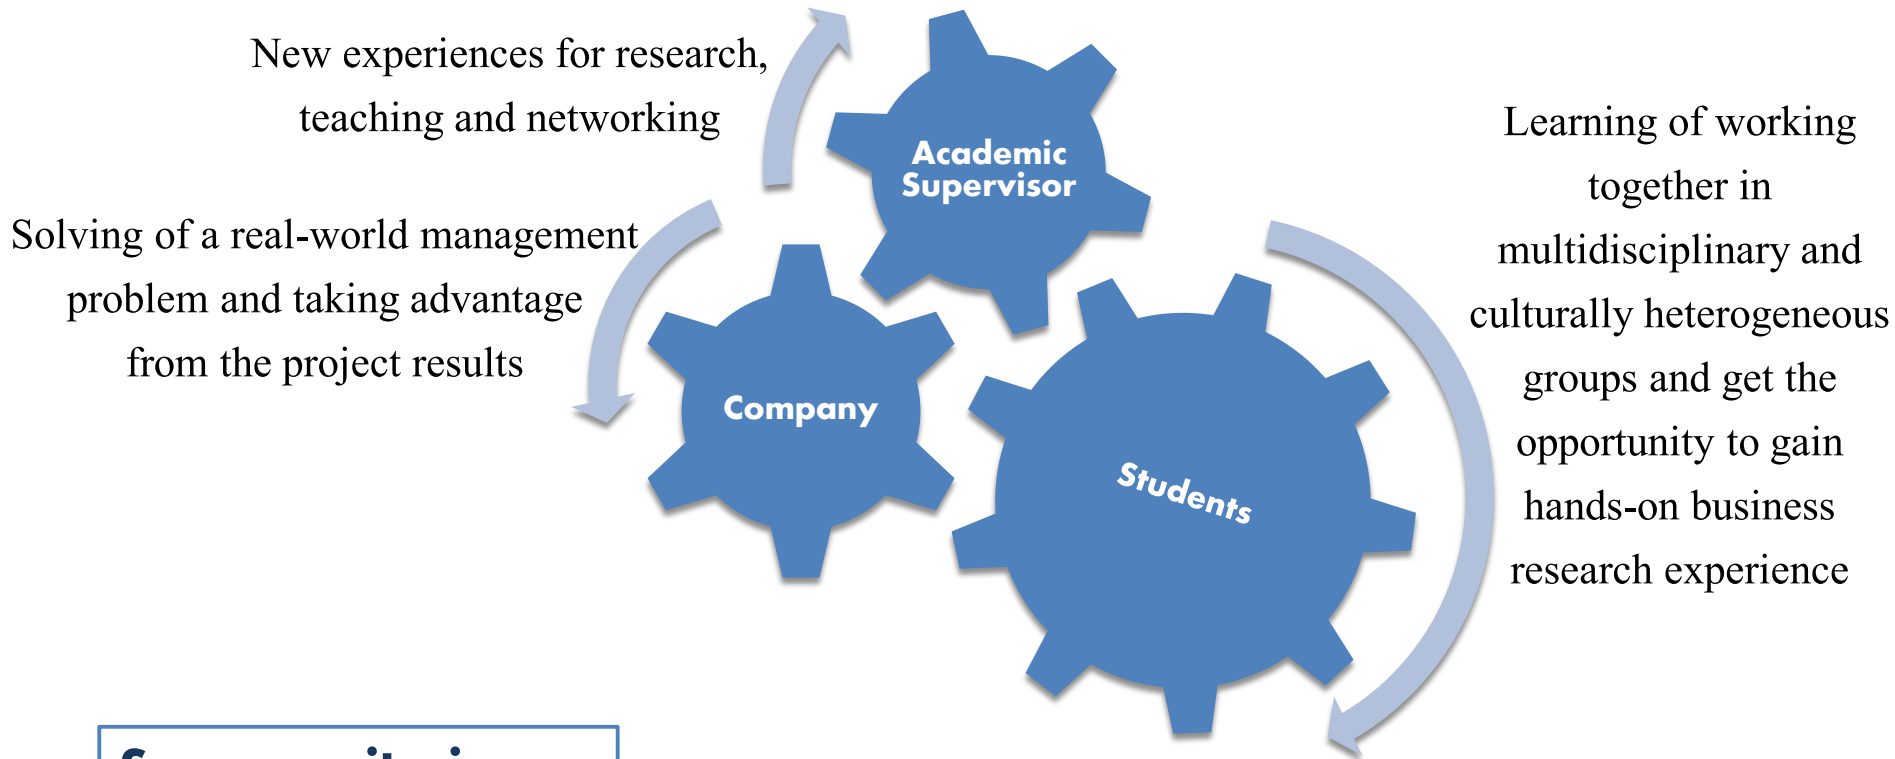 New experiences for research,
teaching and networking
Solving of a real-world management
problem and taking advantage
from the project results
Academic
Supervisor
Company
Students
Learning of working
together in
multidisciplinary and
culturally heterogeneous
groups and get the
opportunity to gain
hands-on business
research experience